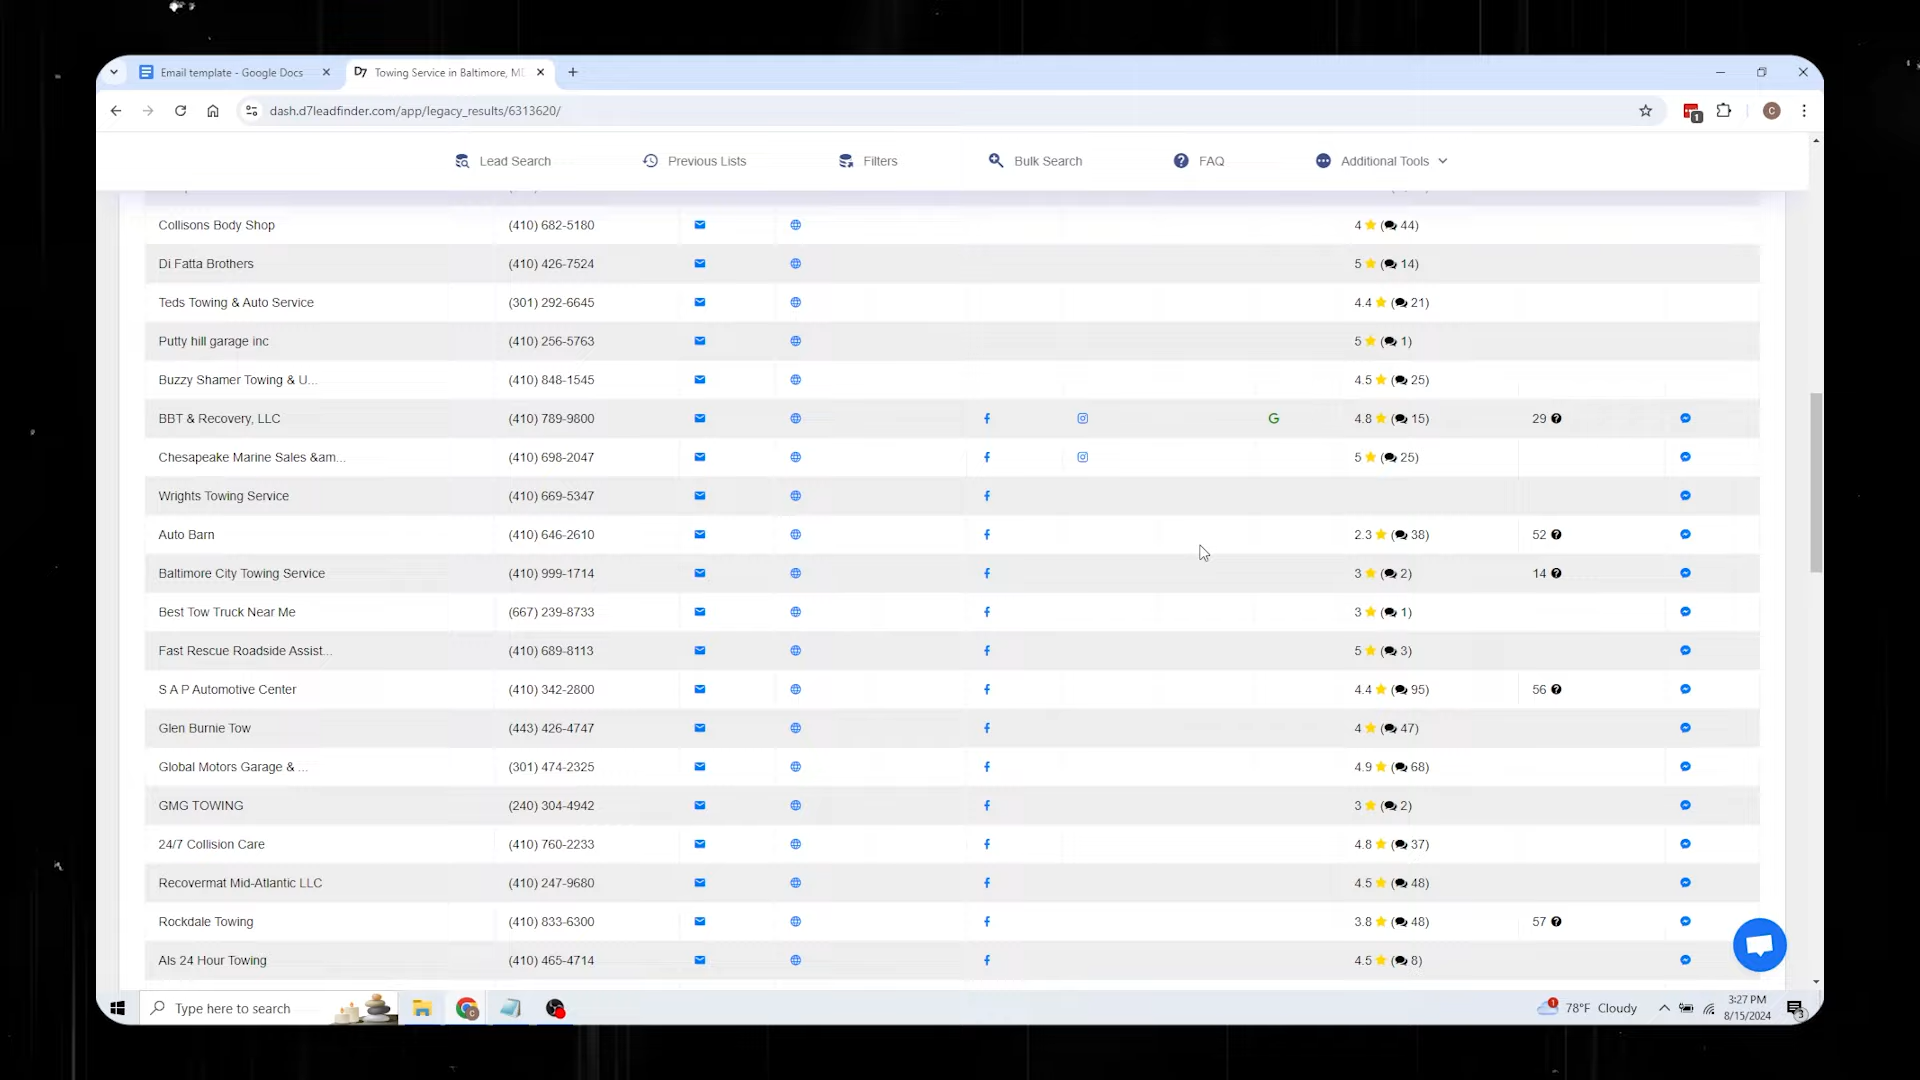 Email template - Google Docs
D7 Towing Service in Baltimore, MD
dash.d7leadfinder.com/app/legacy_results/6313620/
1
C
Lead Search Previous Lists Filters Bulk Search FAQ Additional Tools
Collisons Body Shop (410) 682-5180 4 (44)
Di Fatta Brothers (410) 426-7524 5 (14)
Teds Towing & Auto Service (301) 292-6645 4.4 (21)
Putty hill garage inc (410) 256-5763 5 (1)
Buzzy Shamer Towing & U... (410) 848-1545 4.5 (25)
BBT & Recovery, LLC (410) 789-9800 G 4.8 (15) 29
Chesapeake Marine Sales &am... (410) 698-2047 5 (25)
Wrights Towing Service (410) 669-5347
Auto Barn (410) 646-2610 2.3 (38) 52
Baltimore City Towing Service (410) 999-1714 3 (2) 14
Best Tow Truck Near Me (667) 239-8733 3 (1)
Fast Rescue Roadside Assist... (410) 689-8113 5 (3)
S A P Automotive Center (410) 342-2800 4.4 (95) 56
Glen Burnie Tow (443) 426-4747 4 (47)
Global Motors Garage & ... (301) 474-2325 4.9 (68)
GMG TOWING (240) 304-4942 3 (2)
24/7 Collision Care (410) 760-2233 4.8 (37)
Recovermat Mid-Atlantic LLC (410) 247-9680 4.5 (48)
Rockdale Towing (410) 833-6300 3.8 (48) 57
Als 24 Hour Towing (410) 465-4714 4.5 (8)
Type here to search
1
78°F Cloudy
3:27 PM
8/15/2024
3